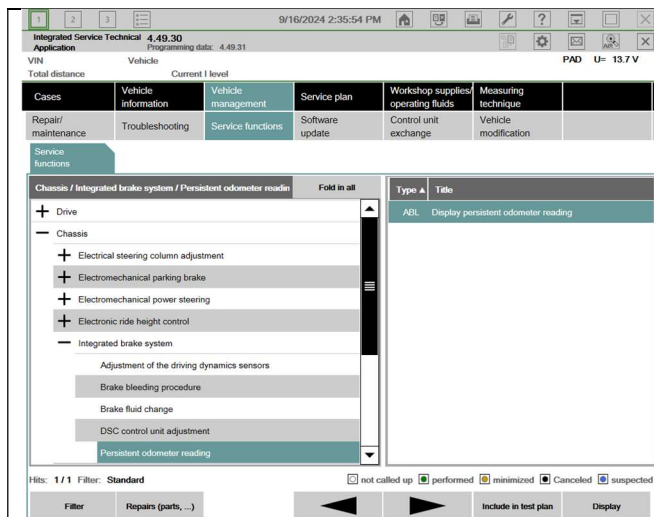 1 2 3 9/16/2024 2:35:54 PM ?
Integrated Service Technical 4.49.30
Application Programming data: 4.49.31
AIR
VIN Vehicle PAD U= 13.7 V
Total distance Current I level
Cases
Vehicle
information
Vehicle
management
Service plan
Workshop supplies/
operating fluids
Measuring
technique
Repair/
maintenance
Troubleshooting
Service functions
Software
update
Control unit
exchange
Vehicle
modification
Service
functions
Chassis / Integrated brake system / Persistent odometer readin Fold in all
Type ▲ Title
Drive
Chassis
Electrical steering column adjustment
Electromechanical parking brake
Electromechanical power steering
Electronic ride height control
Integrated brake system
Adjustment of the driving dynamics sensors
Brake bleeding procedure
Brake fluid change
DSC control unit adjustment
Persistent odometer reading
ABL Display persistent odometer reading
Hits: 1/1 Filter: Standard
not called up performed minimized Canceled suspected
Filter Repairs (parts, ...) Include in test plan Display